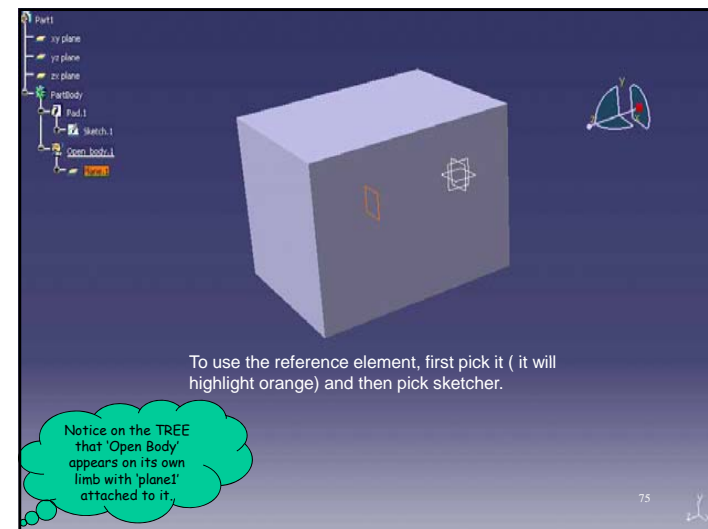 Part1
xy plane
yz plane
zx plane
PartBody
Pad.1
Sketch.1
Open_body.1
Plane.1
Y
Z
X
To use the reference element, first pick it ( it will
highlight orange) and then pick sketcher.
Notice on the TREE
that ‘Open Body’
appears on its own
limb with ‘plane1’
attached to it.
75